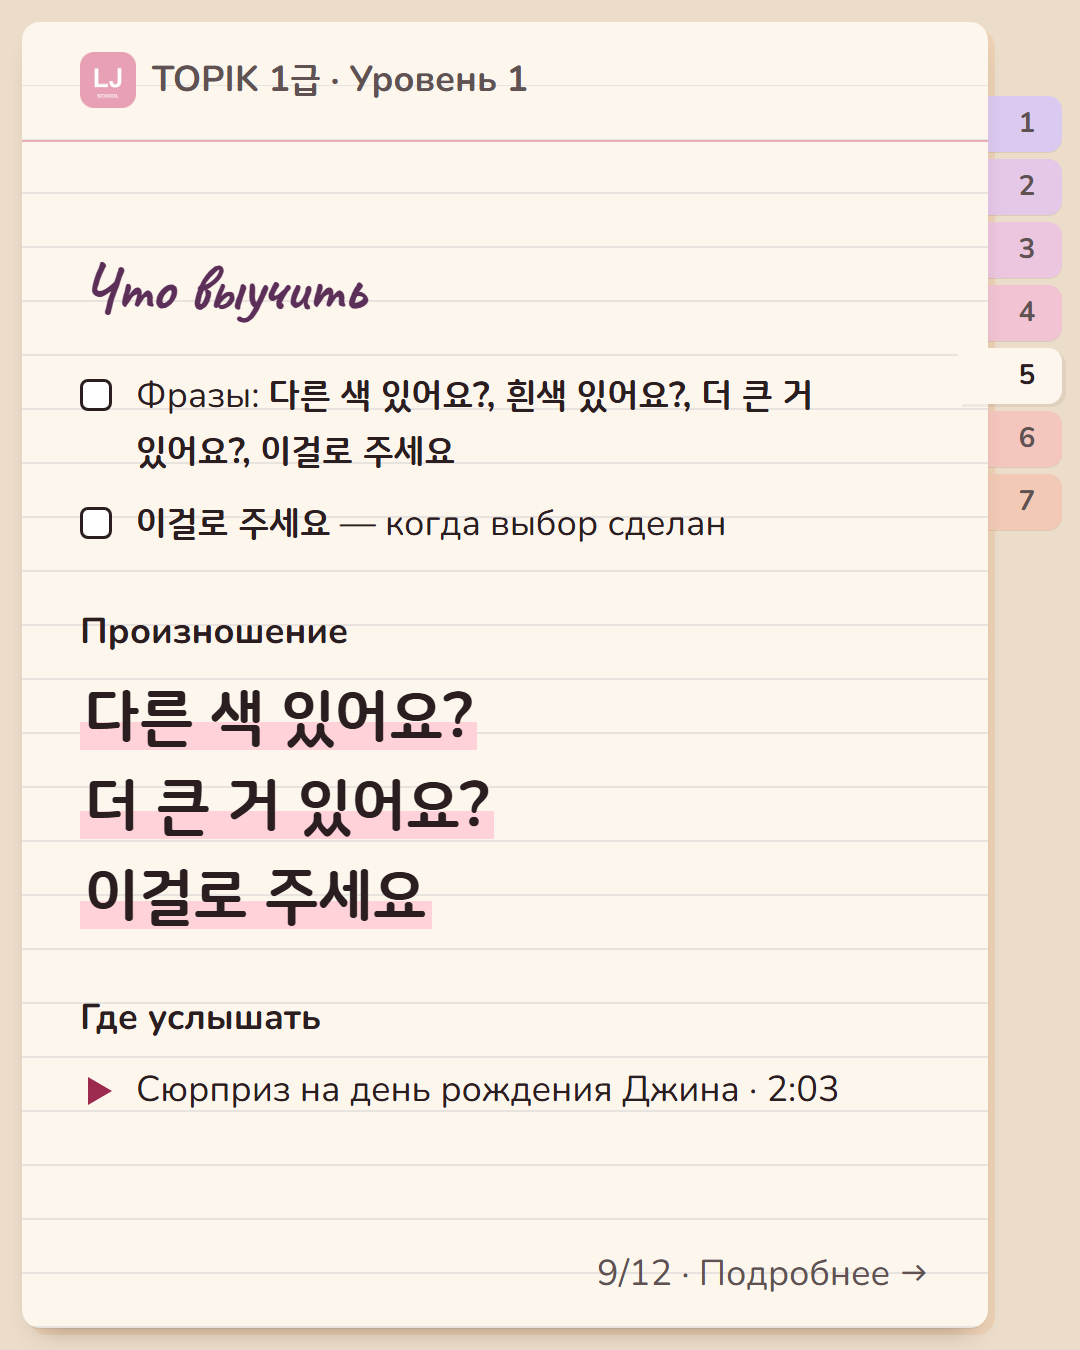 LJ
SCHOOL
TOPIK 1급 · Уровень 1
1
2
3
4
5
6
7
Что выучить
Фразы: 다른 색 있어요?, 흰색 있어요?, 더 큰 거
있어요?, 이걸로 주세요
이걸로 주세요 — когда выбор сделан
Произношение
다른 색 있어요?
더 큰 거 있어요?
이걸로 주세요
Где услышать
Сюрприз на день рождения Джина · 2:03
9/12 · Подробнее →